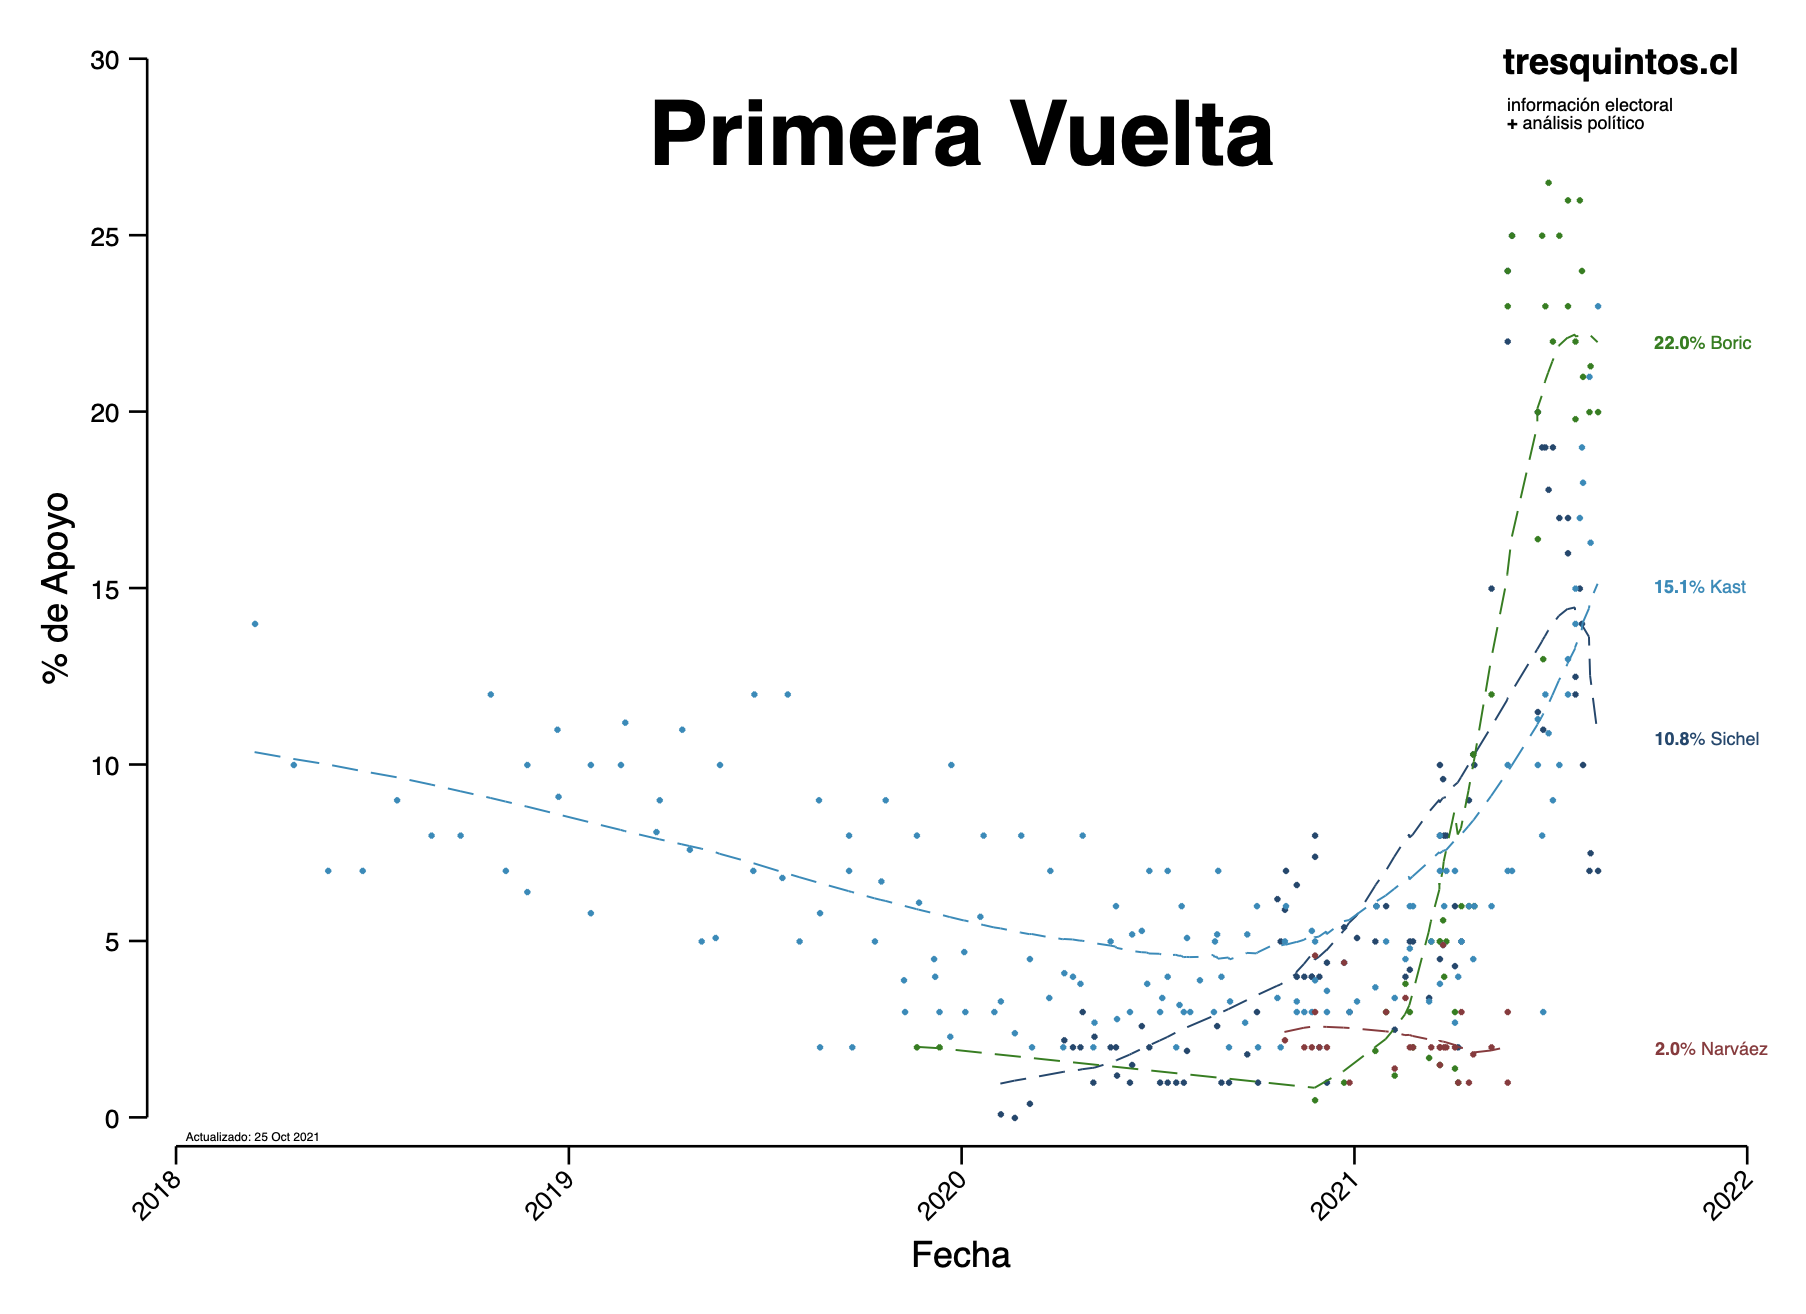 tresquintos.cl
información electoral
+ análisis político
Primera Vuelta
% de Apoyo
30
25
20
15
10
5
0
22.0% Boric
15.1% Kast
10.8% Sichel
2.0% Narváez
Actualizado: 25 Oct 2021
2018
2019
2020
2021
2022
Fecha